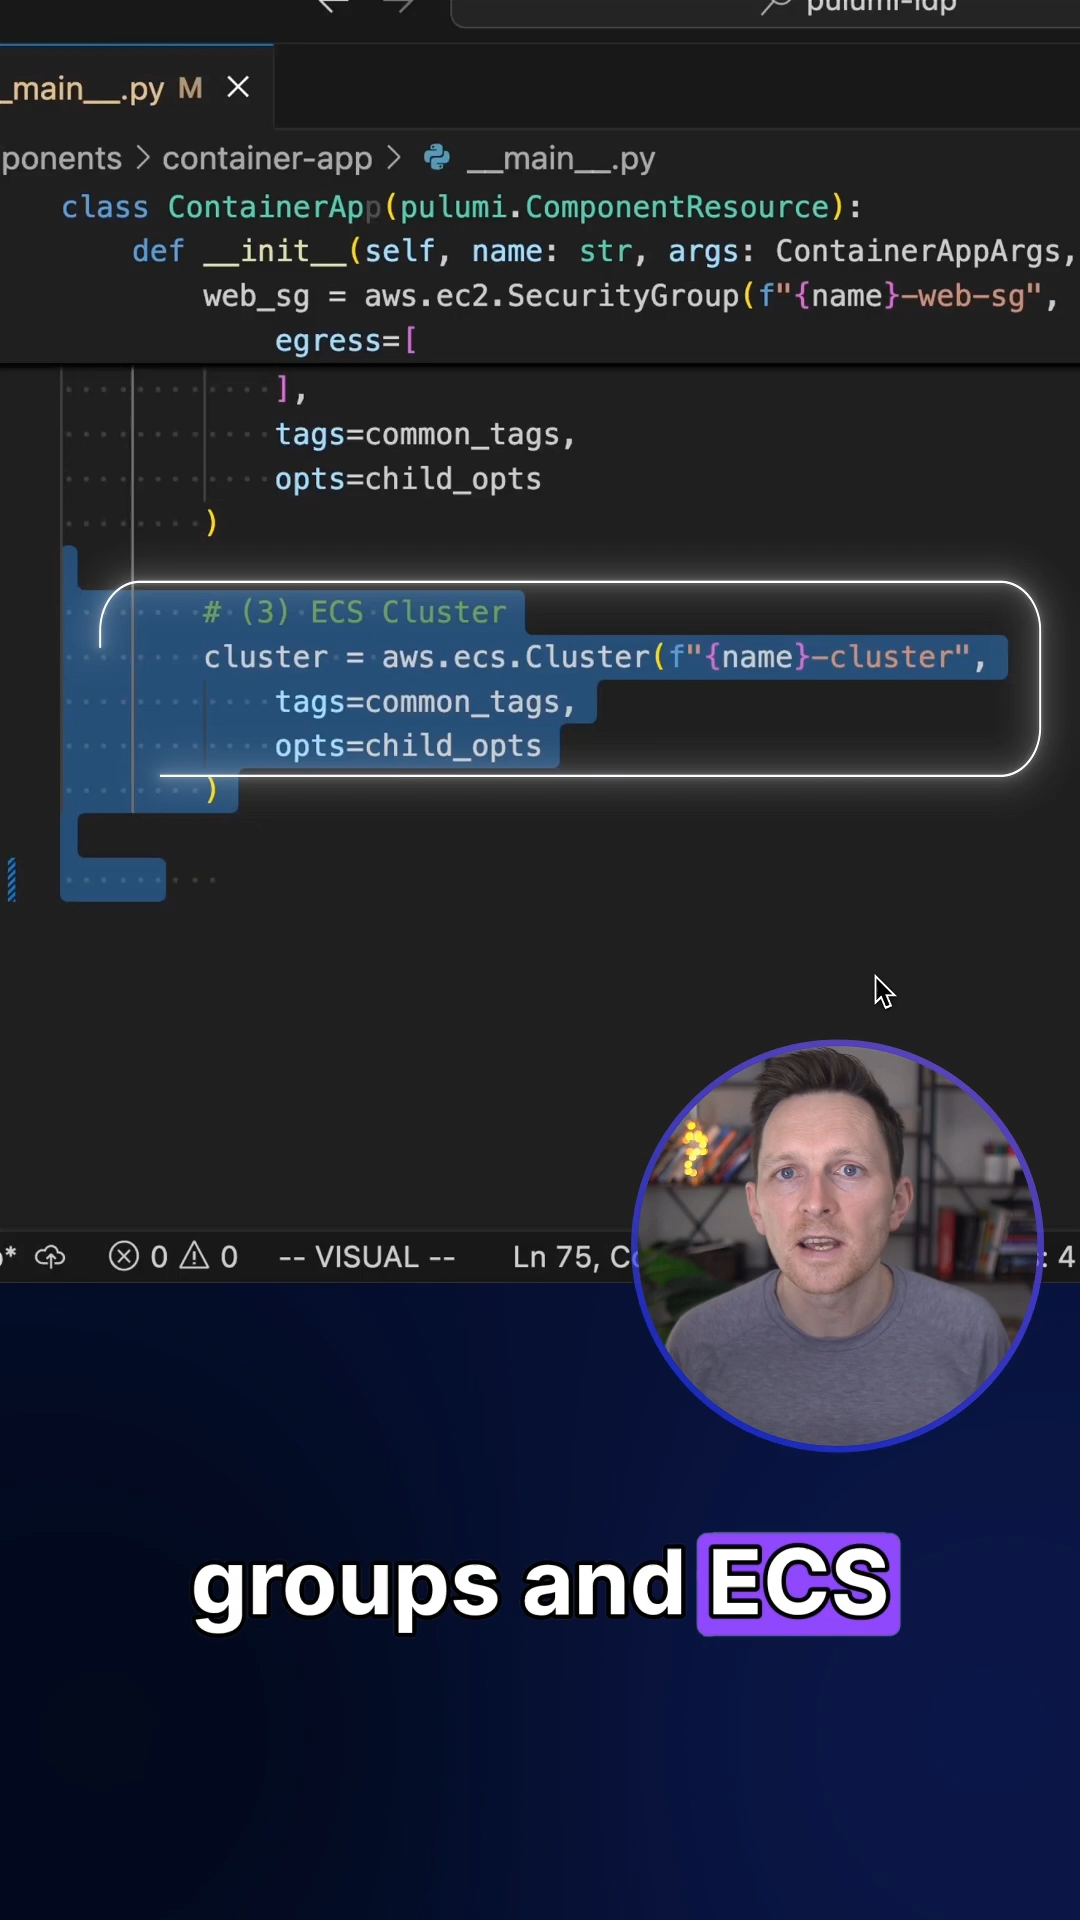 pulumi-idp
_main__.py M
ponents > container-app > __main__.py
class ContainerApp(pulumi.ComponentResource):
def __init__(self, name: str, args: ContainerAppArgs,
web_sg = aws.ec2.SecurityGroup(f"{name}-web-sg",
egress=[
],
tags=common_tags,
opts=child_opts
)
# (3) ECS Cluster
cluster = aws.ecs.Cluster(f"{name}-cluster",
tags=common_tags,
opts=child_opts
)
* 0 0 -- VISUAL -- Ln 75, Co : 4
groups and ECS